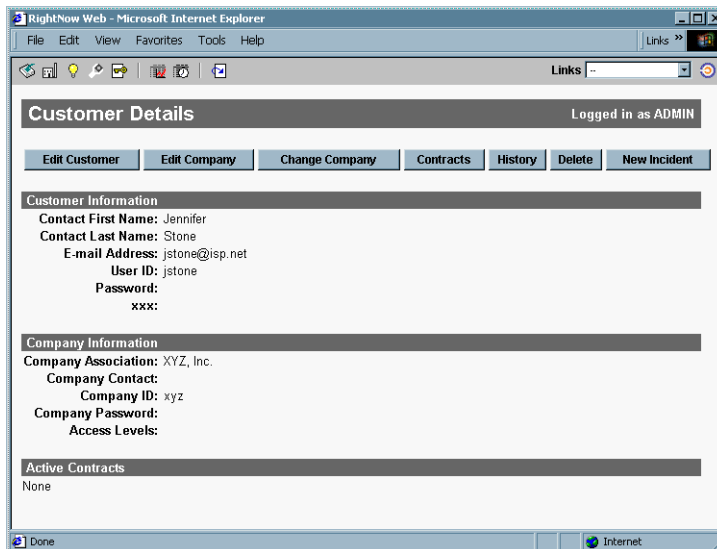 RightNow Web - Microsoft Internet Explorer
File Edit View Favorites Tools Help Links »
Links --
Customer Details Logged in as ADMIN
Edit Customer Edit Company Change Company Contracts History Delete New Incident
Customer Information
Contact First Name: Jennifer
Contact Last Name: Stone
E-mail Address: jstone@isp.net
User ID: jstone
Password:
xxx:
Company Information
Company Association: XYZ, Inc.
Company Contact:
Company ID: xyz
Company Password:
Access Levels:
Active Contracts
None
Done Internet